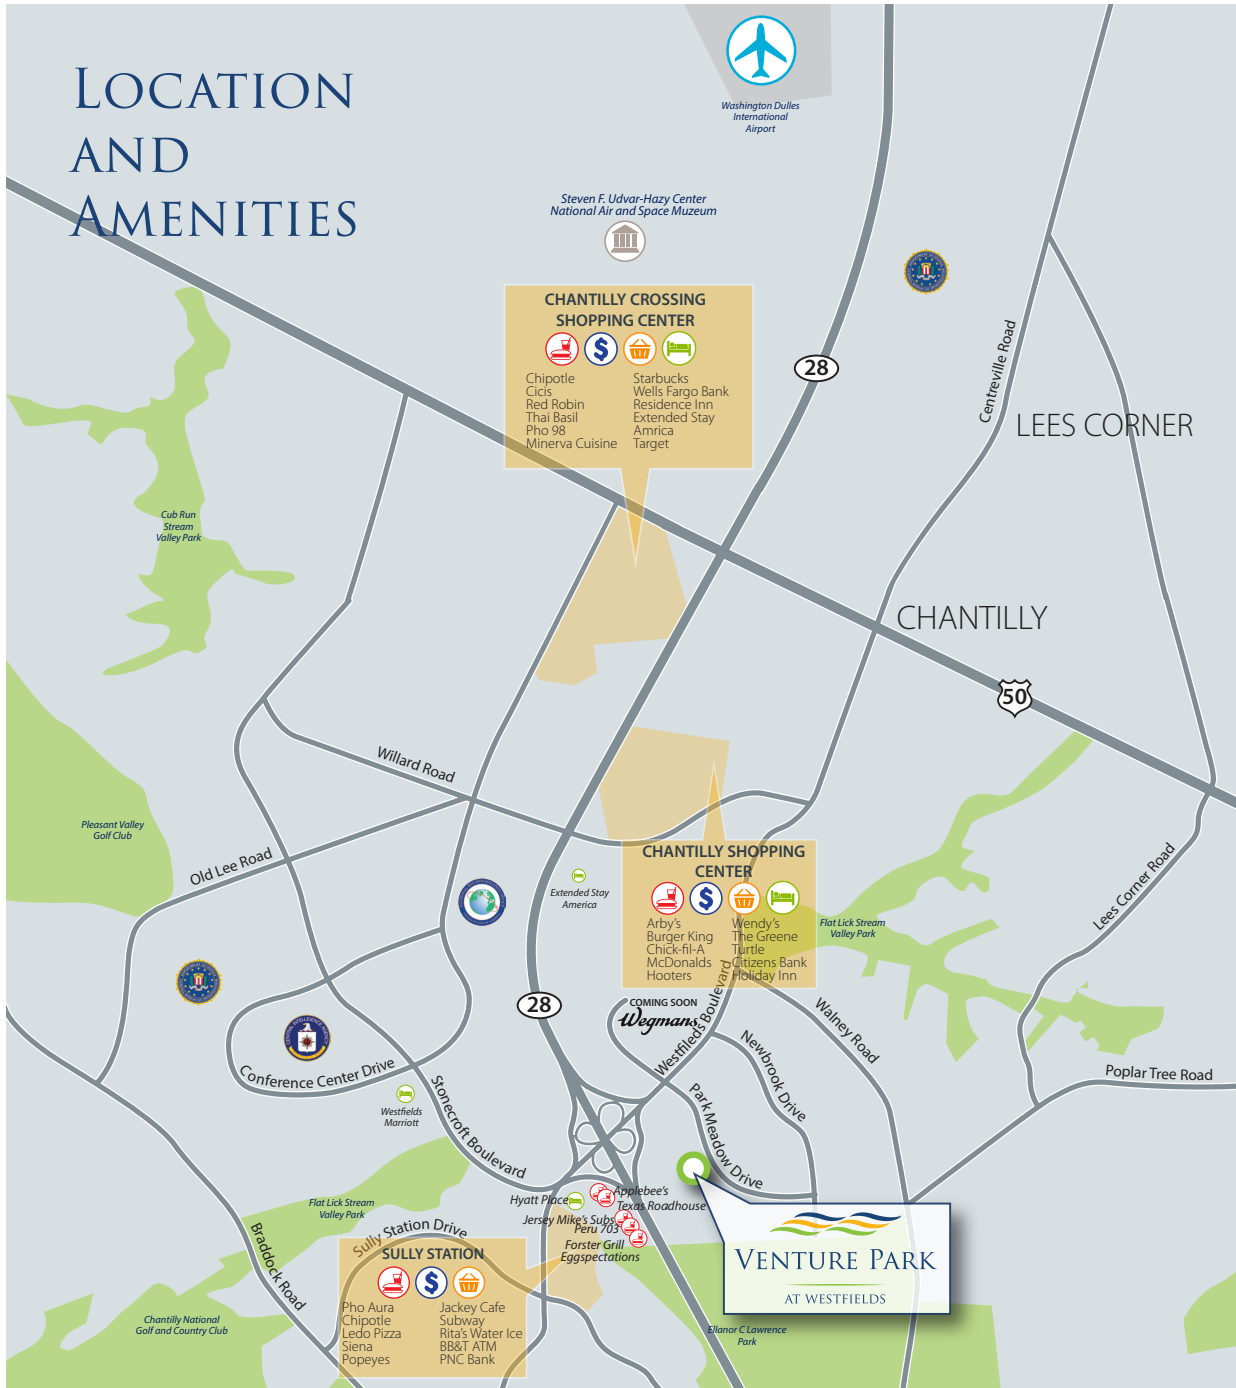 LOCATION
AND
AMENITIES
Washington Dulles
International
Airport
Steven F. Udvar-Hazy Center
National Air and Space Muzeum
CHANTILLY CROSSING
SHOPPING CENTER
$
Chipotle
Cicis
Red Robin
Thai Basil
Pho 98
Minerva Cuisine
Starbucks
Wells Fargo Bank
Residence Inn
Extended Stay
Amrica
Target
28
Centreville Road
LEES CORNER
Cub Run
Stream
Valley Park
CHANTILLY
50
Willard Road
Pleasant Valley
Golf Club
Old Lee Road
Extended Stay
America
CHANTILLY SHOPPING
CENTER
$
Arby's
Burger King
Chick-fil-A
McDonalds
Hooters
Wendy's
The Greene
Turtle
Citizens Bank
Holiday Inn
Flat Lick Stream
Valley Park
Lees Corner Road
28
COMING SOON
Wegmans
Westfileds Boulevard
Walney Road
Newbrook Drive
Park Meadow Drive
Poplar Tree Road
Conference Center Drive
Westfields
Marriott
Stonecroft Boulevard
Flat Lick Stream
Valley Park
Hyatt Place
Applebee's
Texas Roadhouse
Jersey Mike's Subs
Peru 703
Forster Grill
Eggspectations
Braddock Road
Sully Station Drive
SULLY STATION
$
Pho Aura
Chipotle
Ledo Pizza
Siena
Popeyes
Jackey Cafe
Subway
Rita's Water Ice
BB&T ATM
PNC Bank
Chantilly National
Golf and Country Club
VENTURE PARK
AT WESTFIELDS
Ellanor C Lawrence
Park